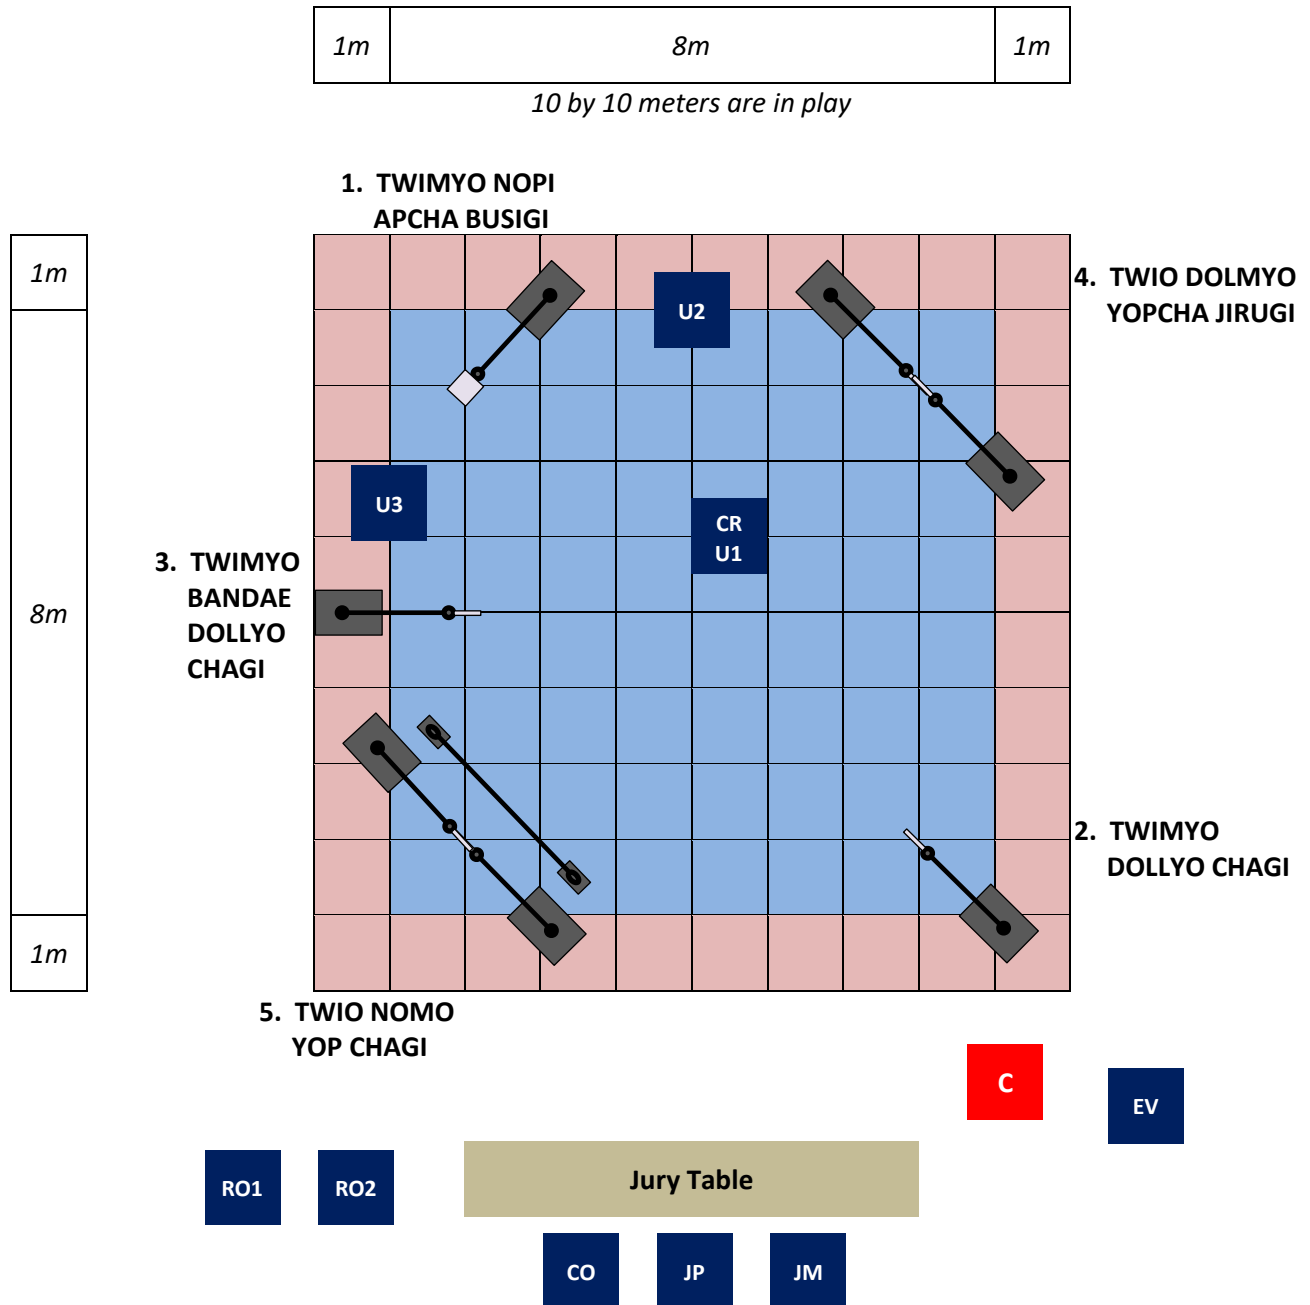 1m 8m 1m
10 by 10 meters are in play
1. TWIMYO NOPI
APCHA BUSIGI
1m
U2
4. TWIO DOLMYO
YOPCHA JIRUGI
U3
CR
U1
3. TWIMYO
BANDAE
DOLLYO
CHAGI
8m
2. TWIMYO
DOLLYO CHAGI
1m
5. TWIO NOMO
YOP CHAGI
C
EV
RO1 RO2 Jury Table
CO JP JM